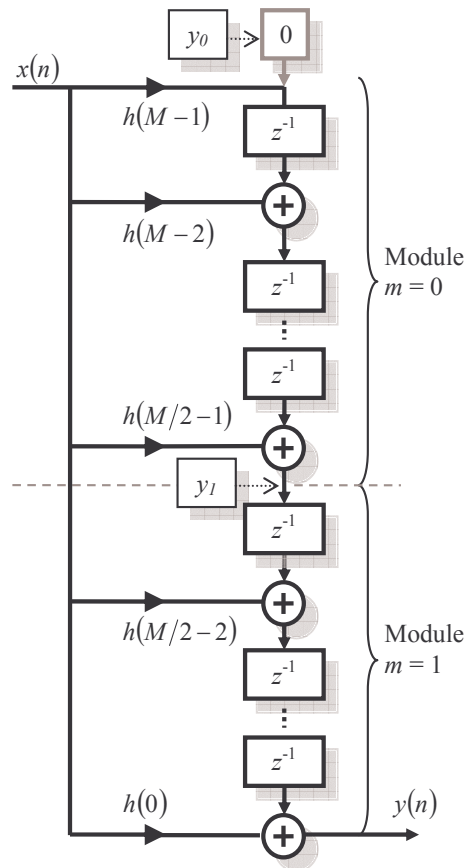 y₀ 0
x(n)
h(M−1)
z⁻¹
h(M−2)
z⁻¹
Module
m = 0
z⁻¹
h(M/2−1)
y₁
z⁻¹
h(M/2−2)
Module
m = 1
z⁻¹
z⁻¹
h(0)
y(n)